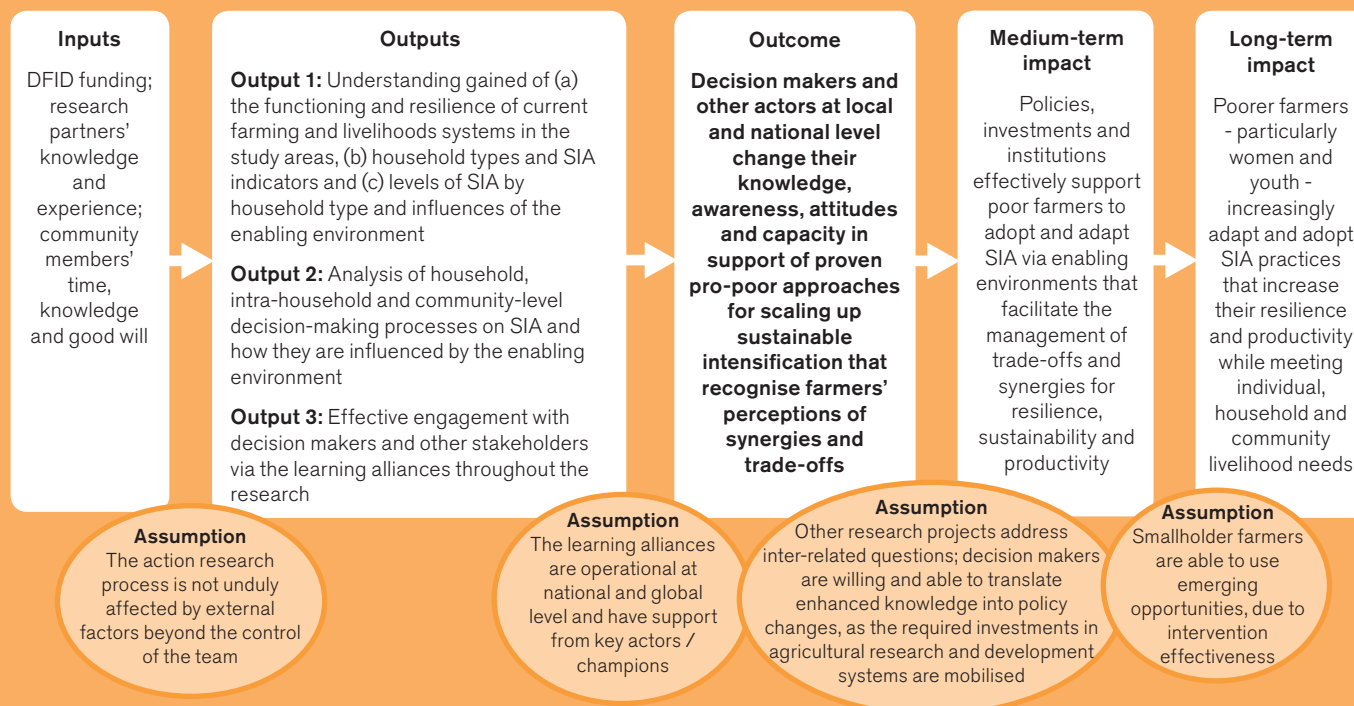 Inputs
DFID funding;
research
partners'
knowledge
and
experience;
community
members'
time,
knowledge
and good will
Outputs
Output 1: Understanding gained of (a)
the functioning and resilience of current
farming and livelihoods systems in the
study areas, (b) household types and SIA
indicators and (c) levels of SIA by
household type and influences of the
enabling environment
Output 2: Analysis of household,
intra-household and community-level
decision-making processes on SIA and
how they are influenced by the enabling
environment
Output 3: Effective engagement with
decision makers and other stakeholders
via the learning alliances throughout the
research
Outcome
Decision makers and
other actors at local
and national level
change their
knowledge,
awareness, attitudes
and capacity in
support of proven
pro-poor approaches
for scaling up
sustainable
intensification that
recognise farmers'
perceptions of
synergies and
trade-offs
Medium-term
impact
Policies,
investments and
institutions
effectively support
poor farmers to
adopt and adapt
SIA via enabling
environments that
facilitate the
management of
trade-offs and
synergies for
resilience,
sustainability and
productivity
Long-term
impact
Poorer farmers
- particularly
women and
youth -
increasingly
adapt and adopt
SIA practices
that increase
their resilience
and productivity
while meeting
individual,
household and
community
livelihood needs
Assumption
The action research
process is not unduly
affected by external
factors beyond the control
of the team
Assumption
The learning alliances
are operational at
national and global
level and have support
from key actors /
champions
Assumption
Other research projects address
inter-related questions; decision makers
are willing and able to translate
enhanced knowledge into policy
changes, as the required investments in
agricultural research and development
systems are mobilised
Assumption
Smallholder farmers
are able to use
emerging
opportunities, due to
intervention
effectiveness